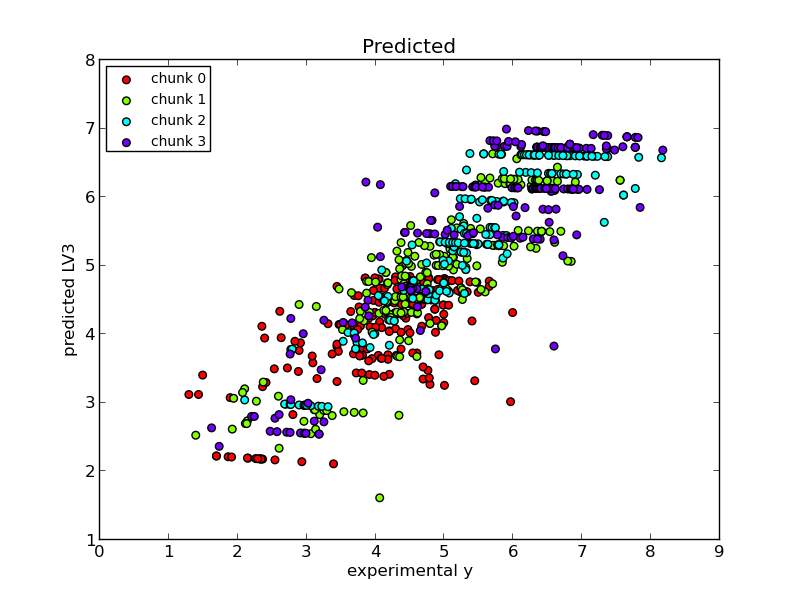 Predicted
chunk 0
chunk 1
chunk 2
chunk 3
8
7
6
5
4
3
2
1
predicted LV3
0 1 2 3 4 5 6 7 8 9
experimental y